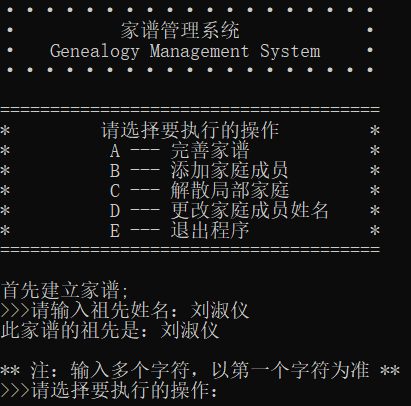 家谱管理系统
Genealogy Management System
========================================
* 请选择要执行的操作 *
* A --- 完善家谱 *
* B --- 添加家庭成员 *
* C --- 解散局部家庭 *
* D --- 更改家庭成员姓名 *
* E --- 退出程序 *
========================================
首先建立家谱;
>>>请输入祖先姓名: 刘淑仪
此家谱的祖先是: 刘淑仪
** 注: 输入多个字符，以第一个字符为准 **
>>>请选择要执行的操作: